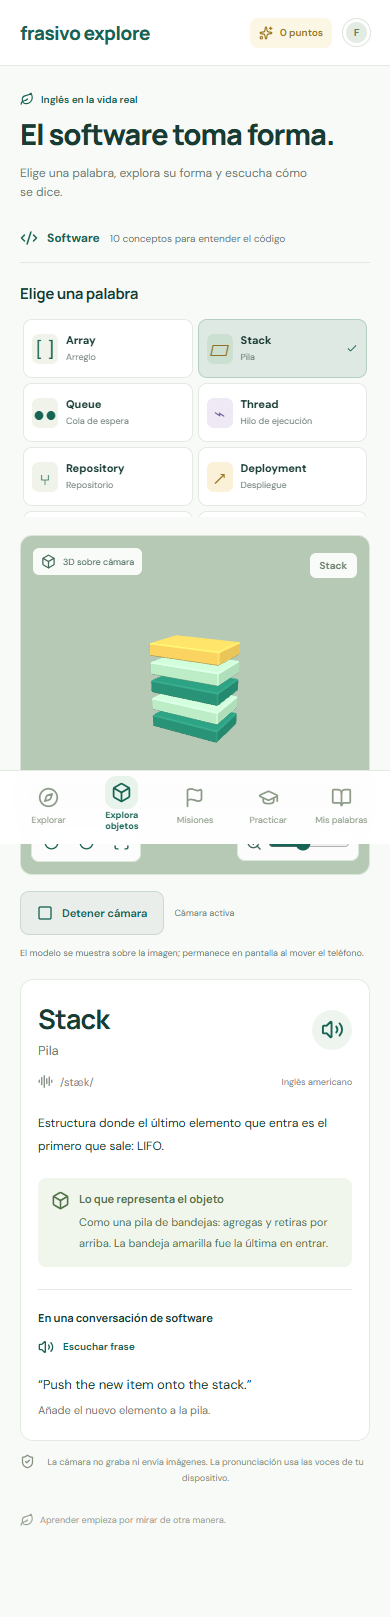 frasivo explore
0 puntos
F
Inglés en la vida real
El software toma forma.
Elige una palabra, explora su forma y escucha cómo
se dice.
Software 10 conceptos para entender el código
Elige una palabra
Array
Arreglo
Stack
Pila
Queue
Cola de espera
Thread
Hilo de ejecución
Repository
Repositorio
Deployment
Despliegue
3D sobre cámara
Stack
Explorar
Explora
objetos
Misiones
Practicar
Mis palabras
Detener cámara
Cámara activa
El modelo se muestra sobre la imagen; permanece en pantalla al mover el teléfono.
Stack
Pila
/stæk/
Inglés americano
Estructura donde el último elemento que entra es el
primero que sale: LIFO.
Lo que representa el objeto
Como una pila de bandejas: agregas y retiras por
arriba. La bandeja amarilla fue la última en entrar.
En una conversación de software
Escuchar frase
“Push the new item onto the stack.”
Añade el nuevo elemento a la pila.
La cámara no graba ni envía imágenes. La pronunciación usa las voces de tu
dispositivo.
Aprender empieza por mirar de otra manera.